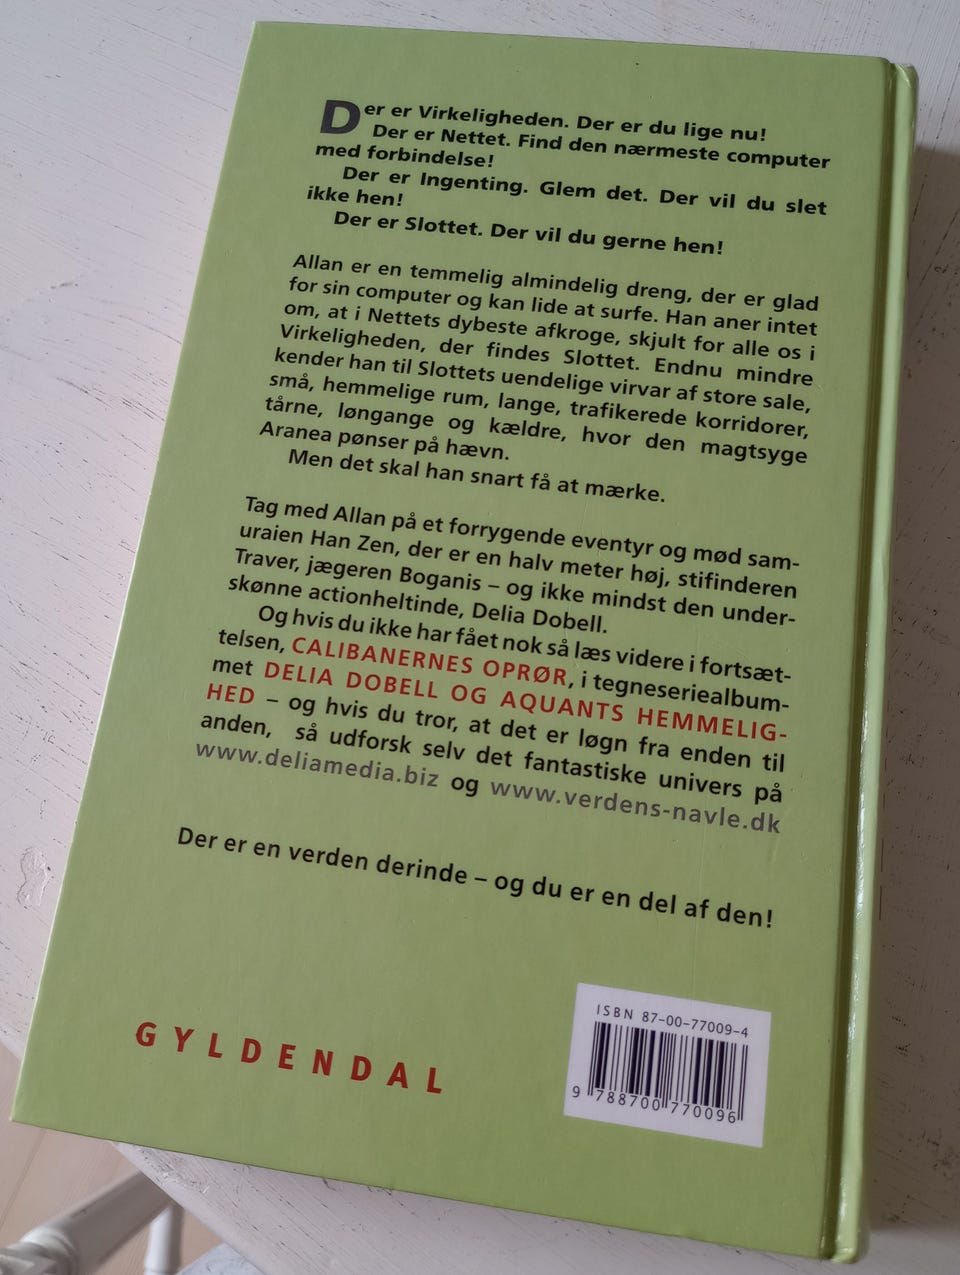 Der er Virkeligheden. Der er du lige nu!
Der er Nettet. Find den nærmeste computer
med forbindelse!
Der er Ingenting. Glem det. Der vil du slet
ikke hen!
Der er Slottet. Der vil du gerne hen!
Allan er en temmelig almindelig dreng, der er glad
for sin computer og kan lide at surfe. Han aner intet
om, at i Nettets dybeste afkroge, skjult for alle os i
Virkeligheden, der findes Slottet. Endnu mindre
kender han til Slottets uendelige virvar af store sale,
små, hemmelige rum, lange, trafikerede korridorer,
tårne, løngange og kældre, hvor den magtsyge
Aranea pønser på hævn.
Men det skal han snart få at mærke.
Tag med Allan på et forrygende eventyr og mød sam-
uraien Han Zen, der er en halv meter høj, stifinderen
Traver, jægeren Boganis – og ikke mindst den under-
skønne actionheltinde, Delia Dobell.
Og hvis du ikke har fået nok så læs videre i fortsæt-
telsen, CALIBANERNES OPRØR, i tegneseriealbum-
met DELIA DOBELL OG AQUANTS HEMMELIG-
HED – og hvis du tror, at det er løgn fra enden til
anden, så udforsk selv det fantastiske univers på
www.deliamedia.biz og www.verdens-navle.dk
Der er en verden derinde – og du er en del af den!
GYLDENDAL
ISBN 87-00-77009-4
9 788700 770096